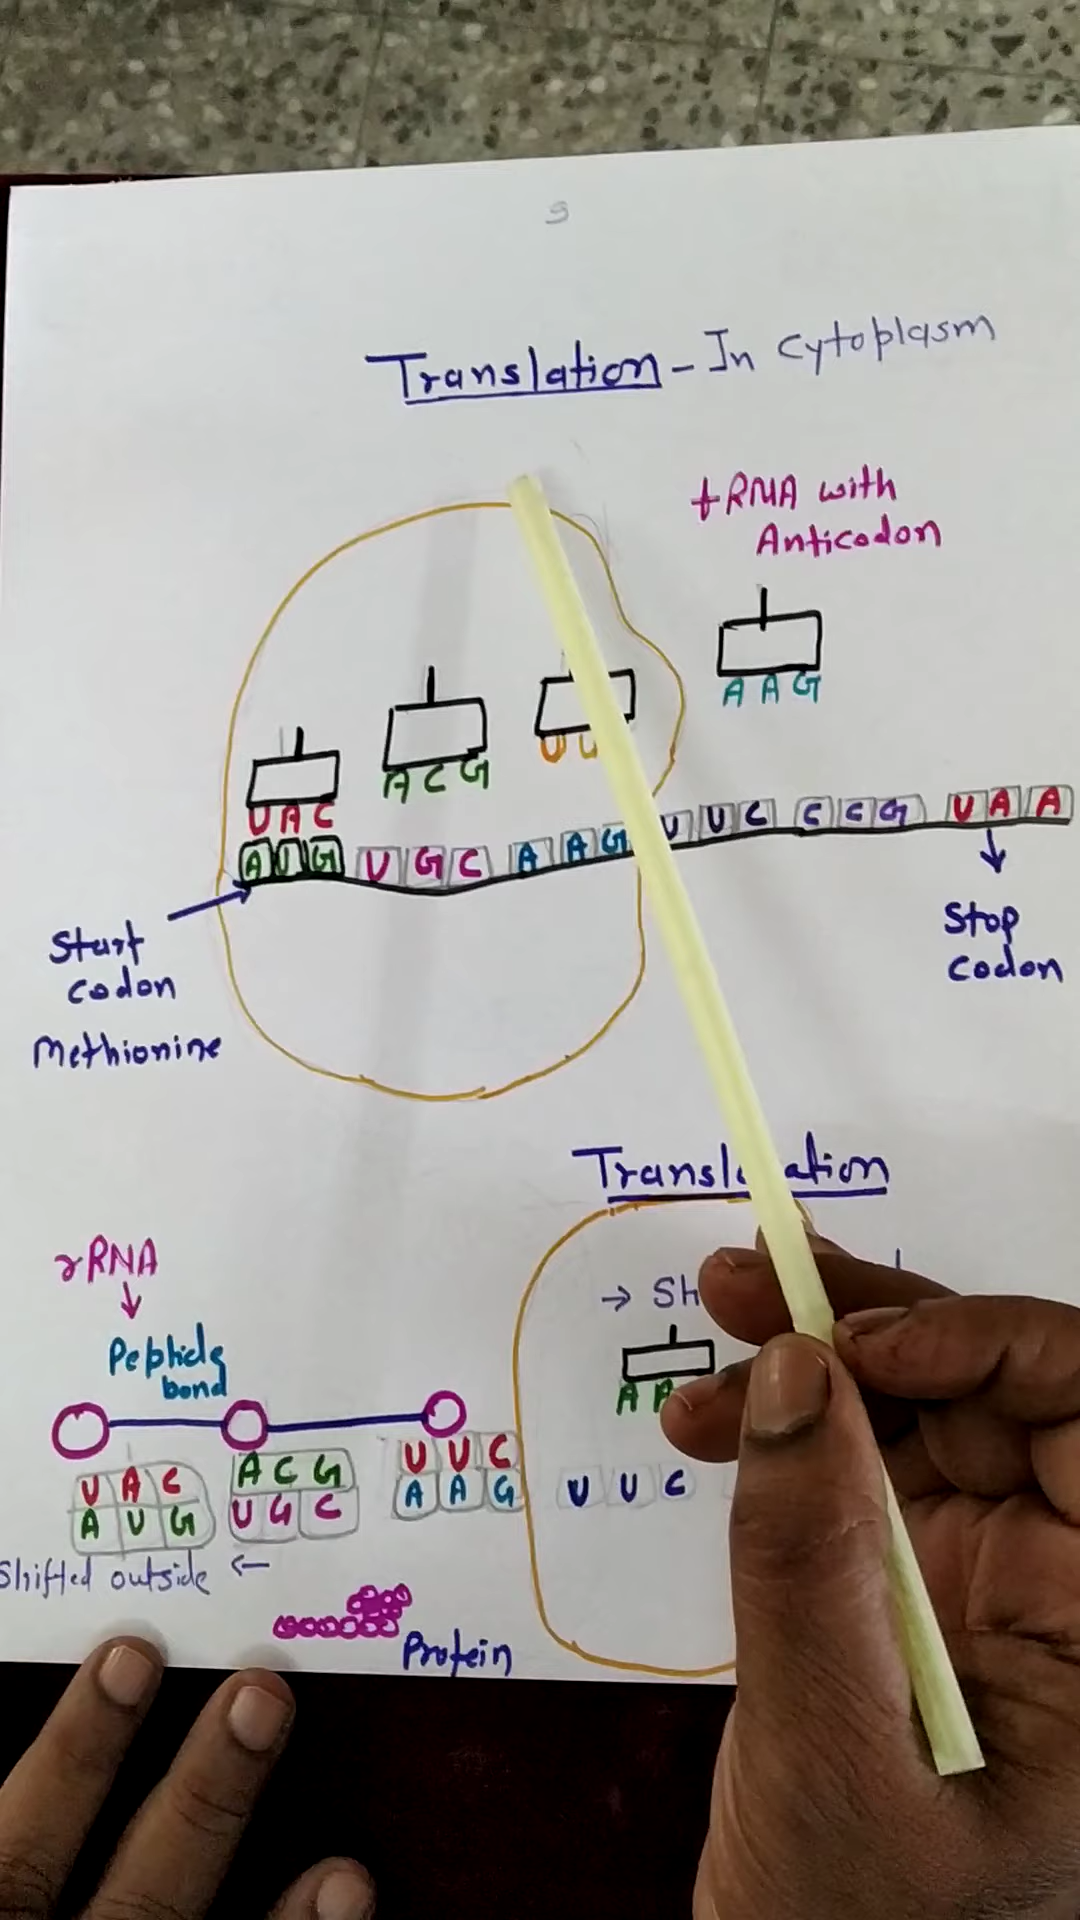 Translation - In cytoplasm
tRNA with
Anticodon
A A G
A C G
U A C
A U G U G C A A G U U C C C G U A A
Start
codon
Methionine
Stop
codon
rRNA
Peptide
bond
U A C A C G U U C
A U G U G C A A G U U C
Shifted outside ←
Protein